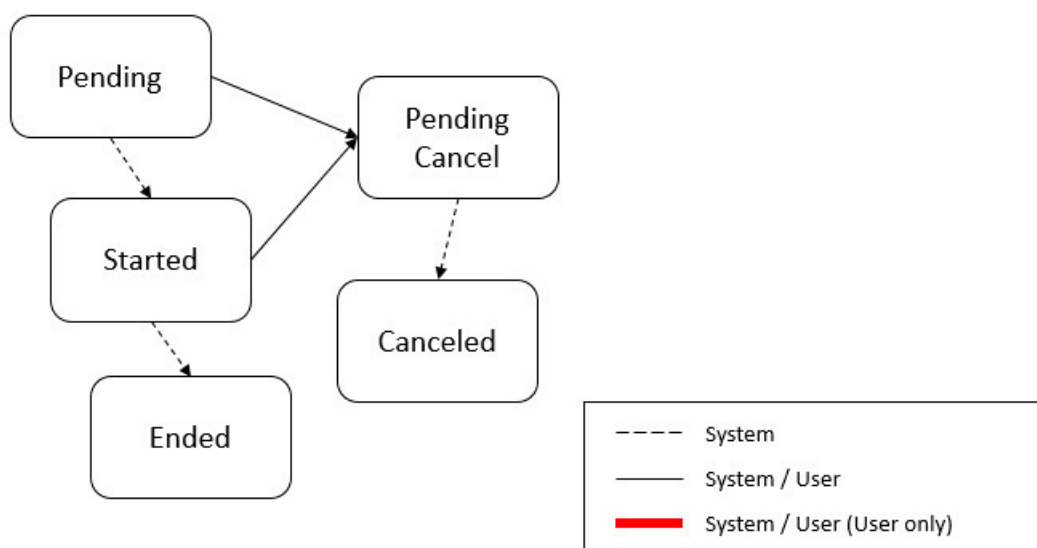 Pending
Pending
Cancel
Started
Canceled
Ended
System
System / User
System / User (User only)